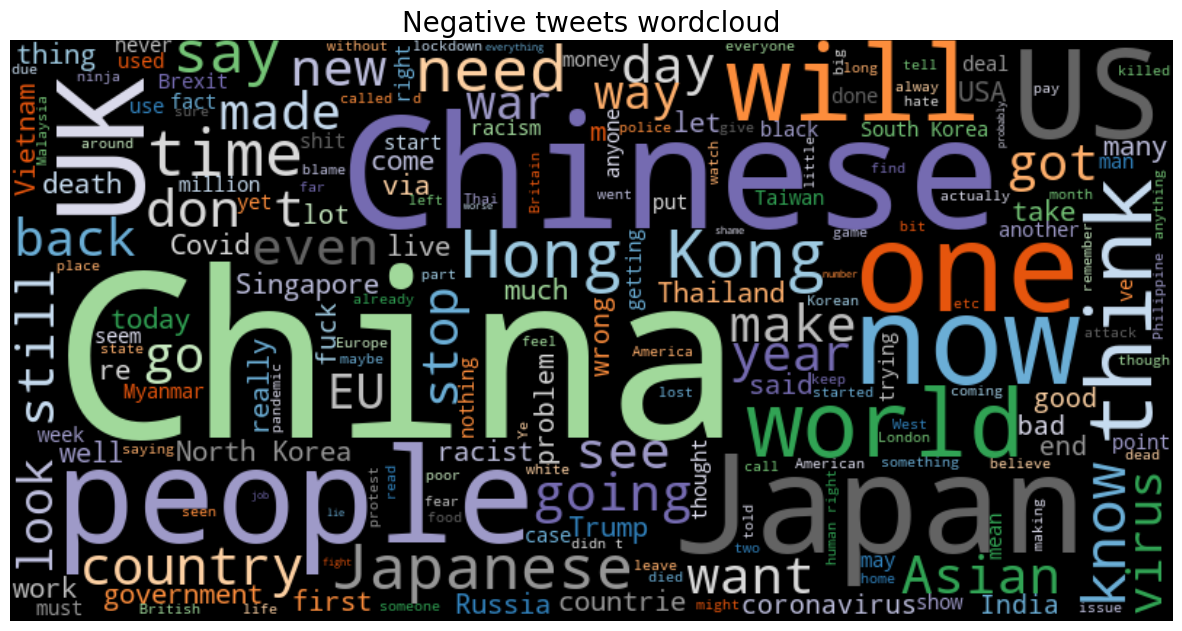 Negative tweets wordcloud
thing
never
used
say
new
without
lockdown
everything
need
money
day
everyone
will
big
long
tell
deal
US
killed
due
ninja
Brexit
right
called
d
way
alway
hate
done
USA
pay
Malaysia
Vietnam
UK
use
fact
sure
made
shit
war
racism
m
anyone
police
let
give
black
South Korea
probably
many
around
time
start
Chinese
watch
little
find
got
man
death
million
blame
come
via
Britain
went
put
Taiwan
actually
month
take
anything
don t
yet
far
left
Thai
worse
lot
another
back
Covid
even
live
Hong Kong
shame
game
bit
one
remember
think
place
Singapore
already
part
much
getting
Thailand
Korean
number
etc
ve
Philippine
still
China
today
seem
state
re
go
Myanmar
really
pandemic
fuck
Europe
maybe
EU
stop
feel
nothing
problem
wrong
America
lost
make
year
said
keep
started
trying
now
coming
attack
though
good
bad
week
well
saying
North Korea
racist
Ye
see
world
West
London
end
point
dead
look
people
seen
job
lie
protest
read
poor
fear
food
white
going
thought
call
American
something
believe
know
virus
case
Trump
didn t
told
two
Japan
human right
may
home
mean
making
work
must
country
government
British
life
first
fight
someone
Japanese
leave
died
Russia
countrie
want
might
coronavirus
show
Asian
India
issue